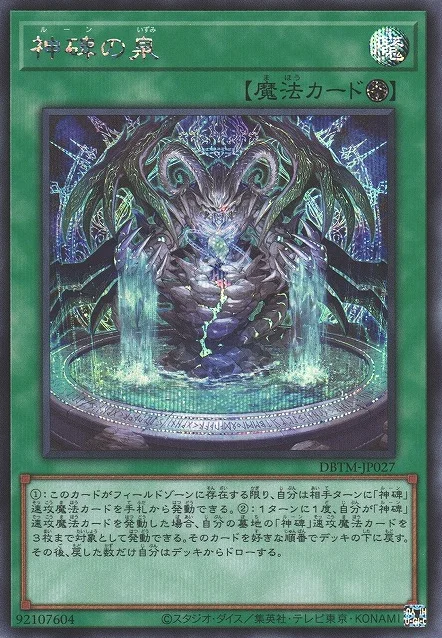 ルーン いずみ
神碑の泉
魔
まほう
【魔法カード】
DBTM-JP027
①:このカードがフィールドゾーンに存在する限り、自分は相手ターンに「神碑」
速攻魔法カードを手札から発動できる。②:1ターンに1度、自分が「神碑」
速攻魔法カードを発動した場合、自分の墓地の「神碑」速攻魔法カードを
3枚まで対象として発動できる。そのカードを好きな順番でデッキの下に戻す。
その後、戻した数だけ自分はデッキからドローする。
92107604
©スタジオ・ダイス/集英社・テレビ東京・KONAMI